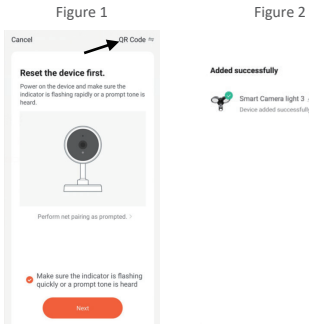 Figure 1
Figure 2
Cancel
QR Code
Reset the device first.
Power on the device and make sure the
indicator is flashing rapidly or a prompt tone is
heard.
Perform net pairing as prompted. >
Make sure the indicator is flashing
quickly or a prompt tone is heard
Next
Added successfully
Smart Camera light 3
Device added successfully